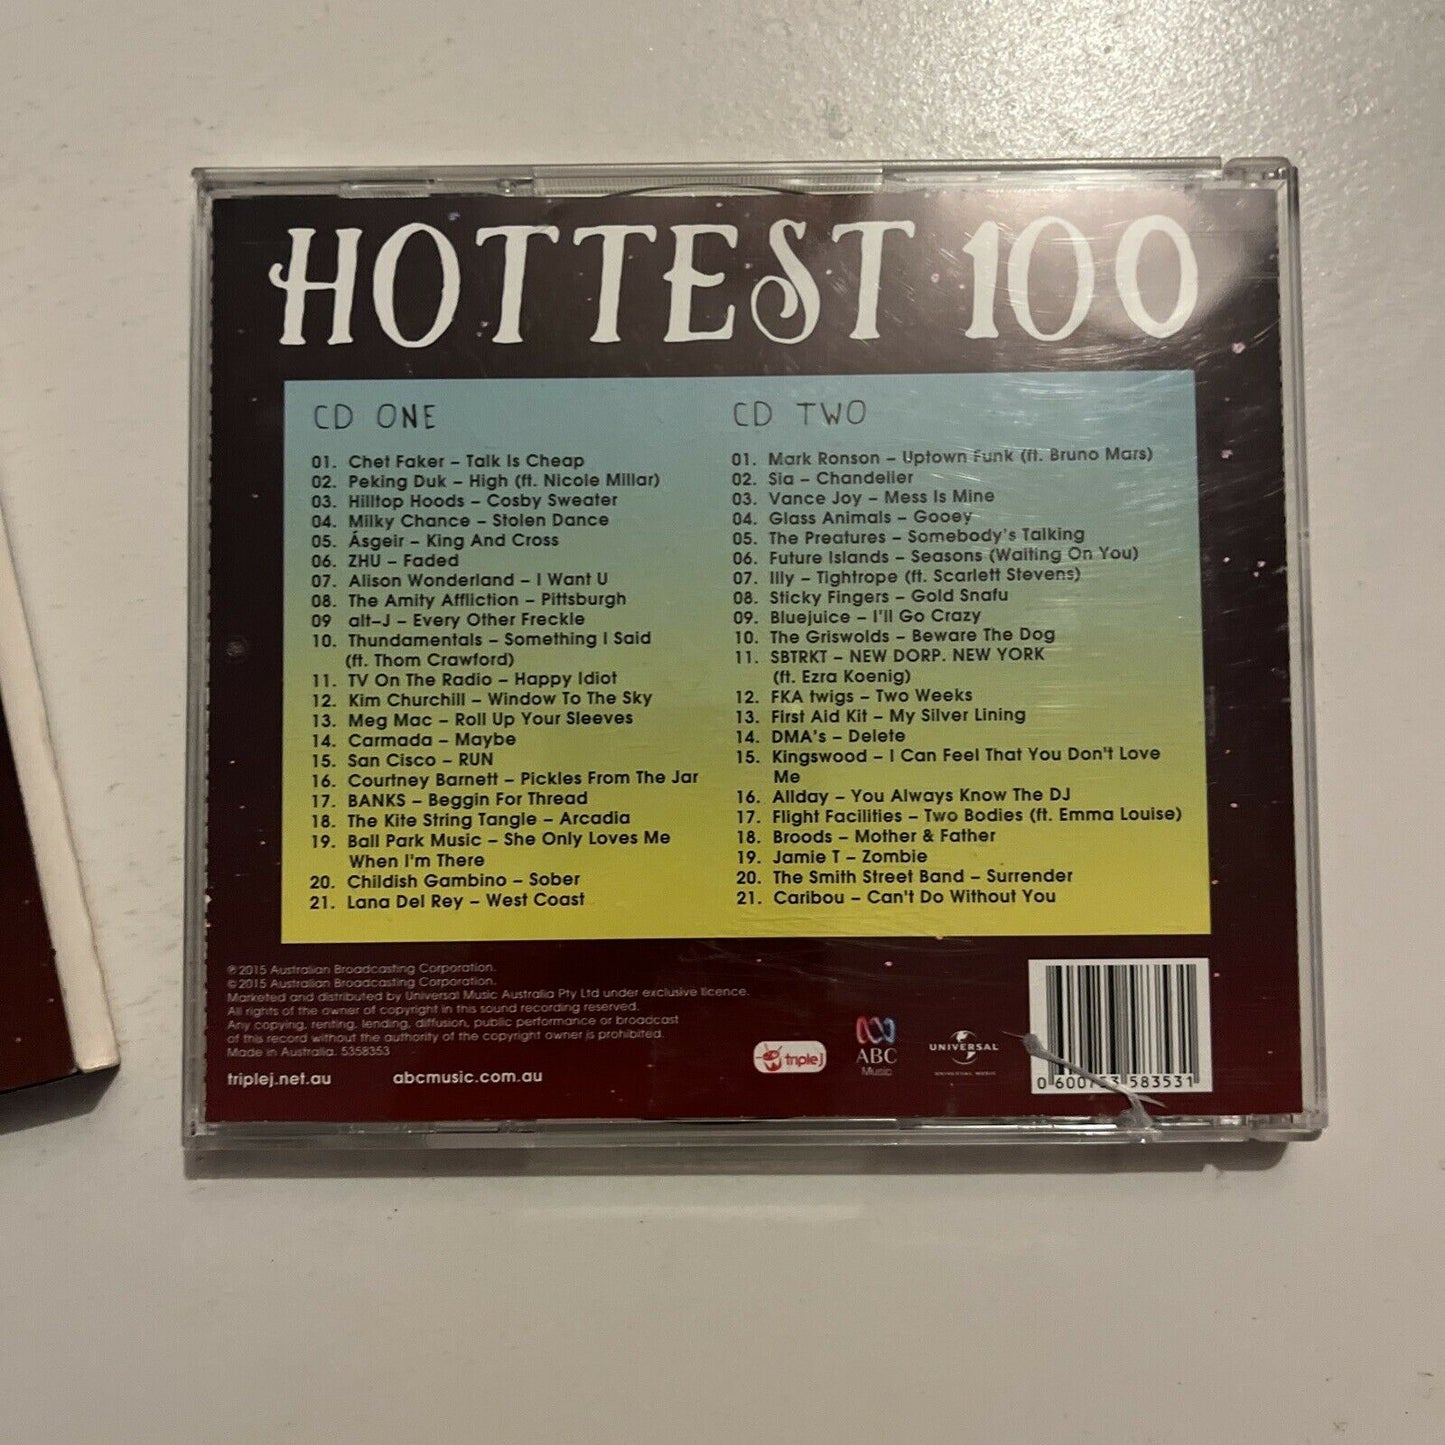 HOTTEST 100
CD ONE
01. Chet Faker – Talk Is Cheap
02. Peking Duk – High (ft. Nicole Millar)
03. Hilltop Hoods – Cosby Sweater
04. Milky Chance – Stolen Dance
05. Ásgeir – King And Cross
06. ZHU – Faded
07. Alison Wonderland – I Want U
08. The Amity Affliction – Pittsburgh
09 alt-J – Every Other Freckle
10. Thundamentals – Something I Said
(ft. Thom Crawford)
11. TV On The Radio – Happy Idiot
12. Kim Churchill – Window To The Sky
13. Meg Mac – Roll Up Your Sleeves
14. Carmada – Maybe
15. San Cisco – RUN
16. Courtney Barnett – Pickles From The Jar
17. BANKS – Beggin For Thread
18. The Kite String Tangle – Arcadia
19. Ball Park Music – She Only Loves Me
When I'm There
20. Childish Gambino – Sober
21. Lana Del Rey – West Coast
CD TWO
01. Mark Ronson – Uptown Funk (ft. Bruno Mars)
02. Sia – Chandelier
03. Vance Joy – Mess Is Mine
04. Glass Animals – Gooey
05. The Preatures – Somebody's Talking
06. Future Islands – Seasons (Waiting On You)
07. Illy – Tightrope (ft. Scarlett Stevens)
08. Sticky Fingers – Gold Snafu
09. Bluejuice – I'll Go Crazy
10. The Griswolds – Beware The Dog
11. SBTRKT – NEW DORP. NEW YORK
(ft. Ezra Koenig)
12. FKA twigs – Two Weeks
13. First Aid Kit – My Silver Lining
14. DMA's – Delete
15. Kingswood – I Can Feel That You Don't Love
Me
16. Allday – You Always Know The DJ
17. Flight Facilities – Two Bodies (ft. Emma Louise)
18. Broods – Mother & Father
19. Jamie T – Zombie
20. The Smith Street Band – Surrender
21. Caribou – Can't Do Without You
℗ 2015 Australian Broadcasting Corporation.
© 2015 Australian Broadcasting Corporation.
Marketed and distributed by Universal Music Australia Pty Ltd under exclusive licence.
All rights of the owner of copyright in this sound recording reserved.
Any copying, renting, lending, diffusion, public performance or broadcast
of this record without the authority of the copyright owner is prohibited.
Made in Australia. 5358353
triplej.net.au abcmusic.com.au
triple j
ABC
Music
UNIVERSAL
0 583531